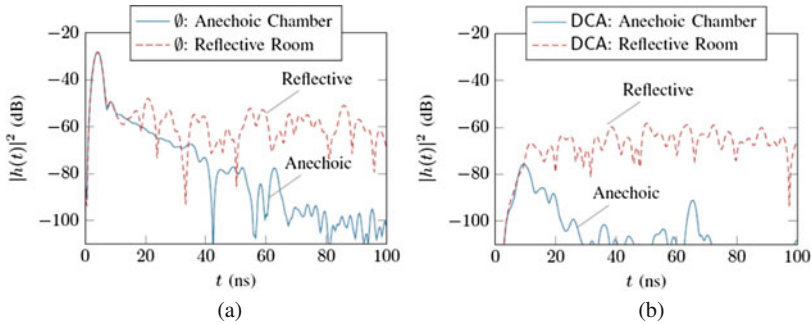 ∅: Anechoic Chamber
∅: Reflective Room
−20
−40
−60
−80
−100
|h(t)|² (dB)
Reflective
Anechoic
0 20 40 60 80 100
t (ns)
(a)
DCA: Anechoic Chamber
DCA: Reflective Room
−20
−40
−60
−80
−100
|h(t)|² (dB)
Reflective
Anechoic
0 20 40 60 80 100
t (ns)
(b)